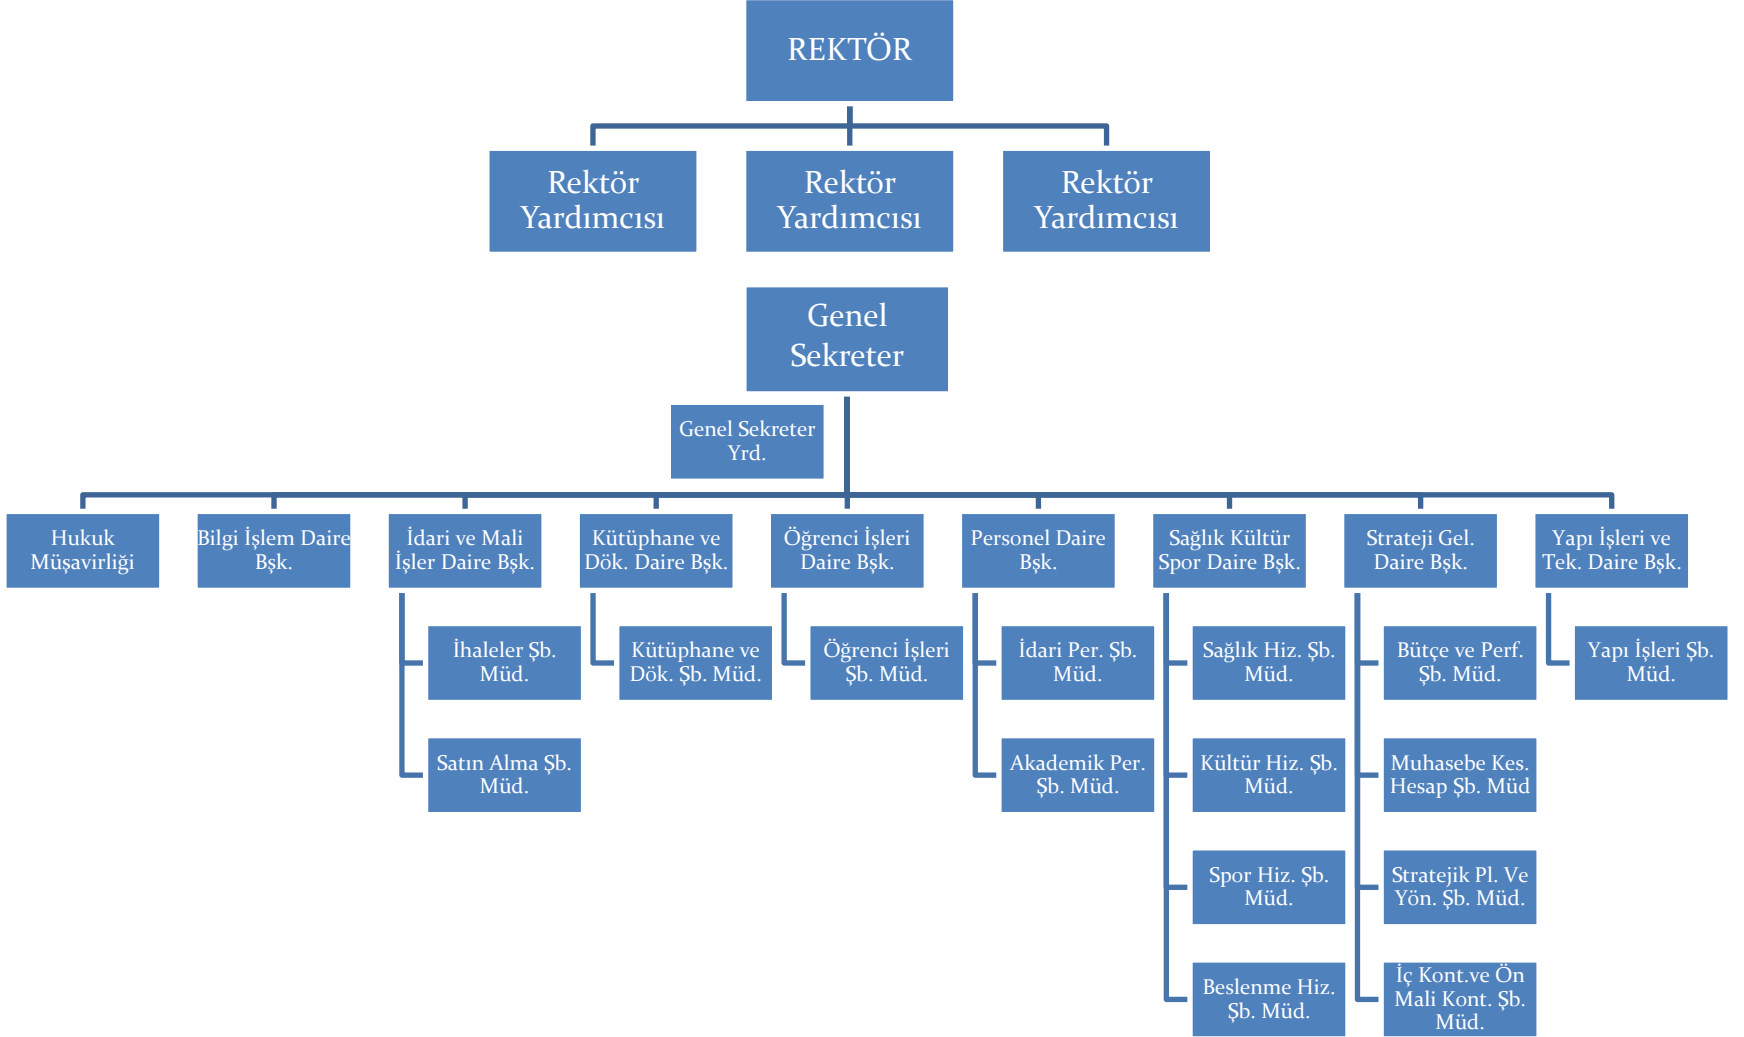 REKTÖR
Rektör
Yardımcısı
Rektör
Yardımcısı
Rektör
Yardımcısı
Genel
Sekreter
Genel Sekreter
Yrd.
Hukuk
Müşavirliği
Bilgi İşlem Daire
Bşk.
İdari ve Mali
İşler Daire Bşk.
Kütüphane ve
Dök. Daire Bşk.
Öğrenci İşleri
Daire Bşk.
Personel Daire
Bşk.
Sağlık Kültür
Spor Daire Bşk.
Strateji Gel.
Daire Bşk.
Yapı İşleri ve
Tek. Daire Bşk.
İhaleler Şb.
Müd.
Kütüphane ve
Dök. Şb. Müd.
Öğrenci İşleri
Şb. Müd.
İdari Per. Şb.
Müd.
Sağlık Hiz. Şb.
Müd.
Bütçe ve Perf.
Şb. Müd.
Yapı İşleri Şb.
Müd.
Satın Alma Şb.
Müd.
Akademik Per.
Şb. Müd.
Kültür Hiz. Şb.
Müd.
Muhasebe Kes.
Hesap Şb. Müd
Spor Hiz. Şb.
Müd.
Stratejik Pl. Ve
Yön. Şb. Müd.
Beslenme Hiz.
Şb. Müd.
İç Kont.ve Ön
Mali Kont. Şb.
Müd.